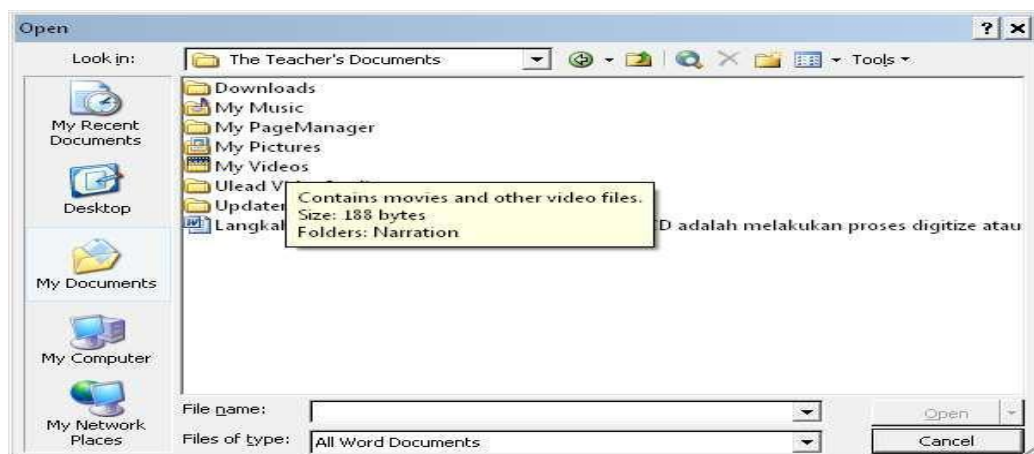 Open
Look in: The Teacher's Documents Tools
My Recent
Documents
Desktop
My Documents
My Computer
My Network
Places
Downloads
My Music
My PageManager
My Pictures
My Videos
Ulead
Updater
D adalah melakukan proses digitize atau
Contains movies and other video files.
Size: 188 bytes
Folders: Narration
File name: Open
Files of type: All Word Documents Cancel